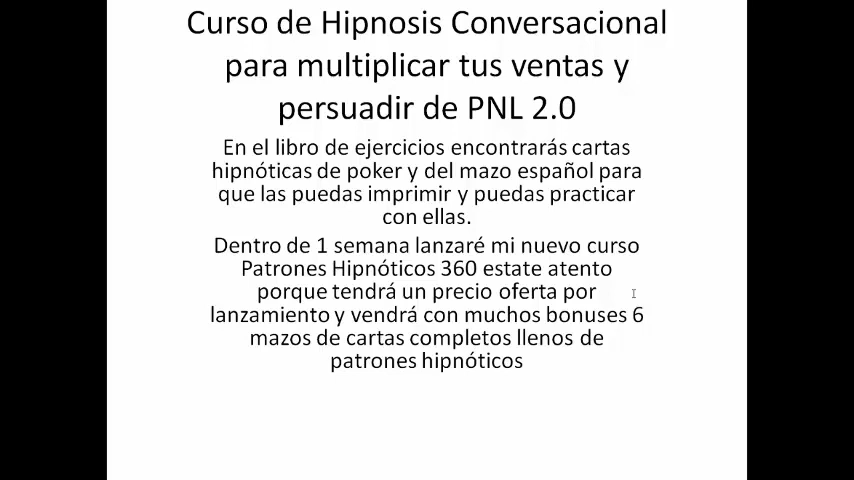 Curso de Hipnosis Conversacional
para multiplicar tus ventas y
persuadir de PNL 2.0
En el libro de ejercicios encontrarás cartas
hipnóticas de poker y del mazo español para
que las puedas imprimir y puedas practicar
con ellas.
Dentro de 1 semana lanzaré mi nuevo curso
Patrones Hipnóticos 360 estate atento
porque tendrá un precio oferta por
lanzamiento y vendrá con muchos bonuses 6
mazos de cartas completos llenos de
patrones hipnóticos